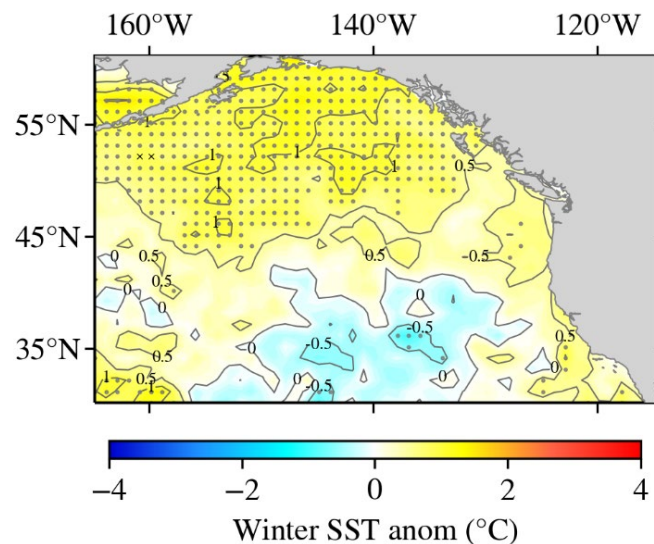 160°W 140°W 120°W
55°N
45°N
35°N
1 1 1 1 1 1
0.5 0.5 -0.5
0 0.5 0.5 0 0
0 -0.5 -0.5 0.5
0.5 0 0
1 0.5 1 0 -0.5
−4 −2 0 2 4
Winter SST anom (°C)